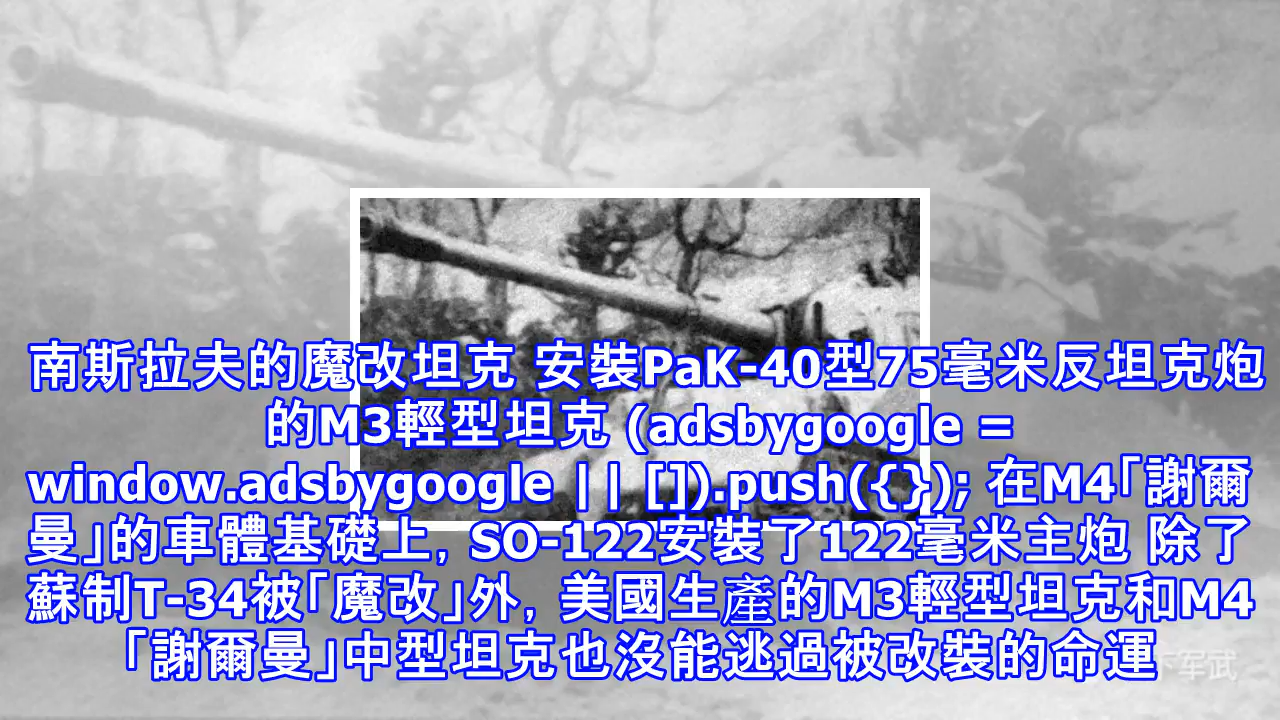 南斯拉夫的魔改坦克 安裝PaK-40型75毫米反坦克炮
的M3輕型坦克 (adsbygoogle =
window.adsbygoogle || []).push({}); 在M4「謝爾
曼」的車體基礎上, SO-122安裝了122毫米主炮 除了
蘇制T-34被「魔改」外, 美國生產的M3輕型坦克和M4
「謝爾曼」中型坦克也沒能逃過被改裝的命運
军武